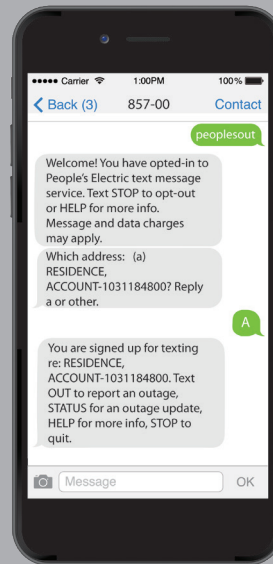 ●●●●● Carrier 1:00PM 100%
Back (3) 857-00 Contact
peoplesout
Welcome! You have opted-in to
People's Electric text message
service. Text STOP to opt-out
or HELP for more info.
Message and data charges
may apply.
Which address: (a)
RESIDENCE,
ACCOUNT-1031184800? Reply
a or other.
A
You are signed up for texting
re: RESIDENCE,
ACCOUNT-1031184800. Text
OUT to report an outage,
STATUS for an outage update,
HELP for more info, STOP to
quit.
Message OK